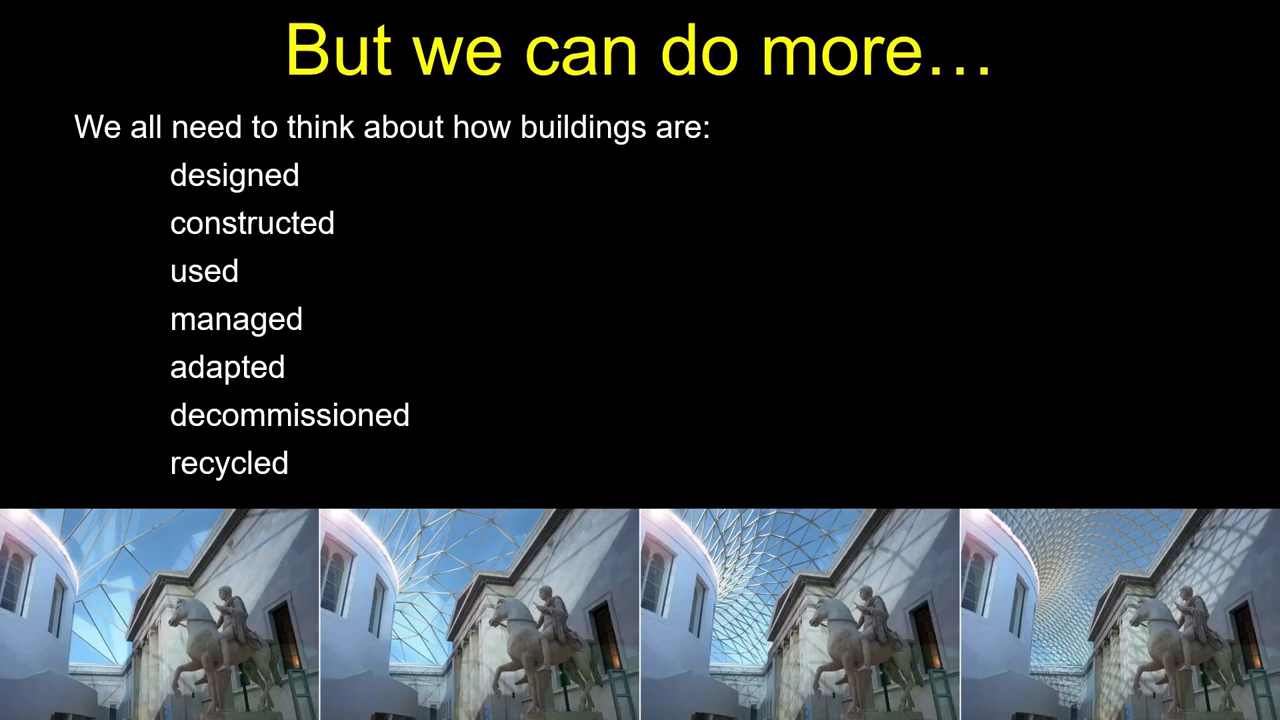 But we can do more…
We all need to think about how buildings are:
designed
constructed
used
managed
adapted
decommissioned
recycled